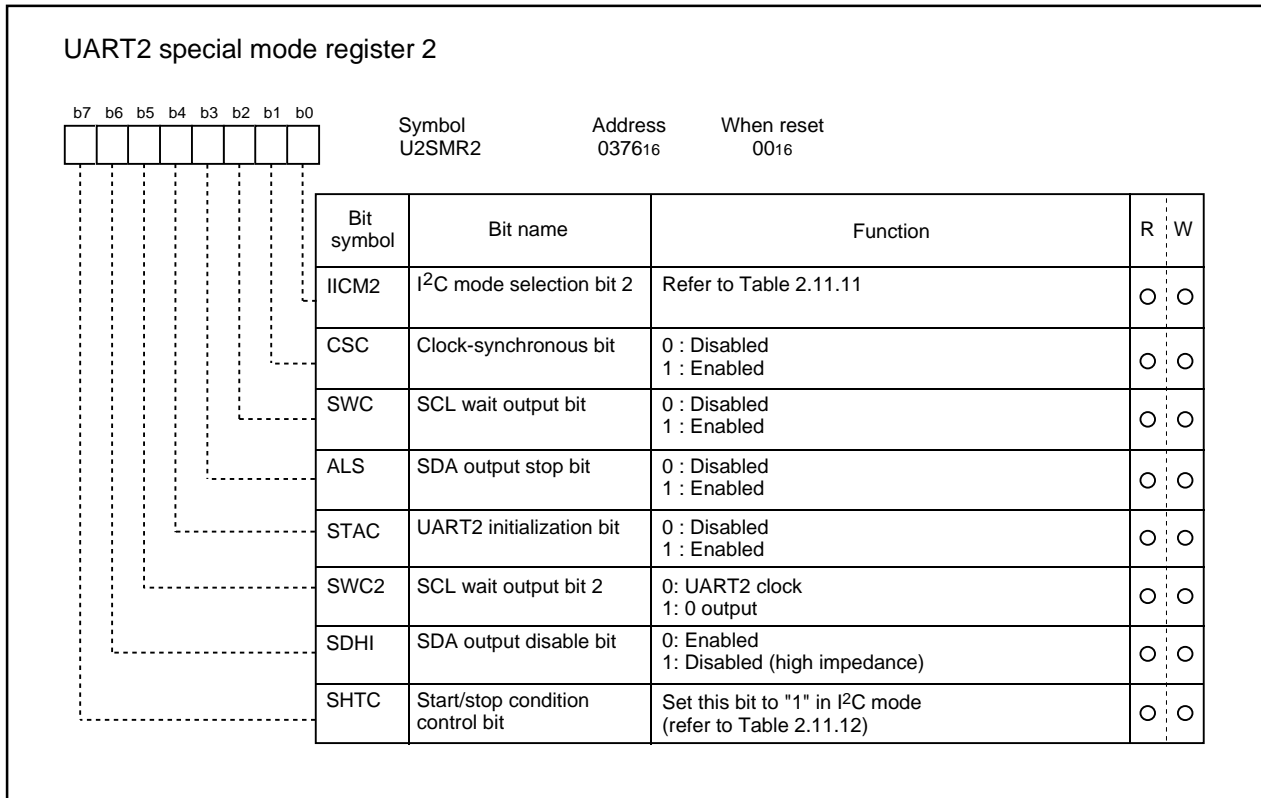 UART2 special mode register 2
b7 b6 b5 b4 b3 b2 b1 b0
Symbol Address When reset
U2SMR2 037616 0016
Bit symbol Bit name Function R W
IICM2 I2C mode selection bit 2 Refer to Table 2.11.11 O O
CSC Clock-synchronous bit 0 : Disabled
1 : Enabled O O
SWC SCL wait output bit 0 : Disabled
1 : Enabled O O
ALS SDA output stop bit 0 : Disabled
1 : Enabled O O
STAC UART2 initialization bit 0 : Disabled
1 : Enabled O O
SWC2 SCL wait output bit 2 0: UART2 clock
1: 0 output O O
SDHI SDA output disable bit 0: Enabled
1: Disabled (high impedance) O O
SHTC Start/stop condition control bit Set this bit to "1" in I2C mode
(refer to Table 2.11.12) O O